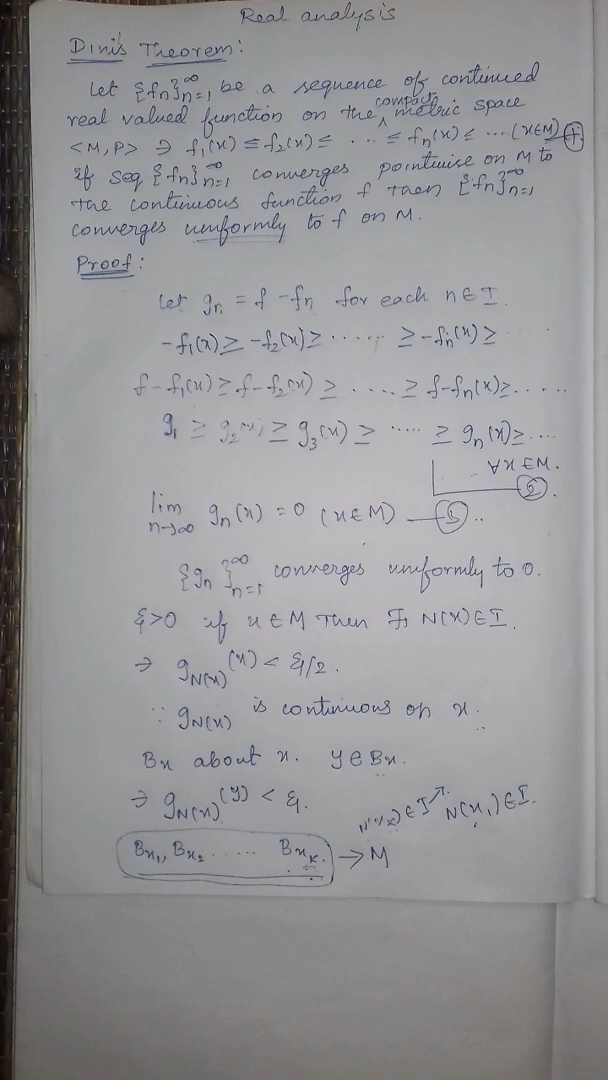 Real analysis
Dini's Theorem:
Let {fn}∞n=1 be a sequence of continued
real valued function on the compact metric space
<M, P> ∋ f1(x) ≤ f2(x) ≤ ... ≤ fn(x) ≤ ... (x∈M) ①
if seq {fn}∞n=1 converges pointwise on M to
the continuous function f then {fn}∞n=1
converges uniformly to f on M.
Proof:
Let gn = f - fn for each n ∈ I.
-f1(x) ≥ -f2(x) ≥ ...... ≥ -fn(x) ≥ ....
f - f1(x) ≥ f - f2(x) ≥ ..... ≥ f - fn(x) ≥ .....
g1 ≥ g2(x) ≥ g3(x) ≥ ..... ≥ gn(x) ≥ ...
∀x ∈ M.
②.
lim n→∞ gn(x) = 0 (x∈M) — ③..
{gn}∞n=1 converges uniformly to 0.
ε>0 if x ∈ M Then ∃ N(x) ∈ I.
∋ gN(x)(x) < ε/2.
∵ gN(x) is continuous on x.
Bx about x. y ∈ Bx.
∋ gN(x)(y) < ε.
N(x1) ∈ I.
Bx1, Bx2 ...... Bxk. → M